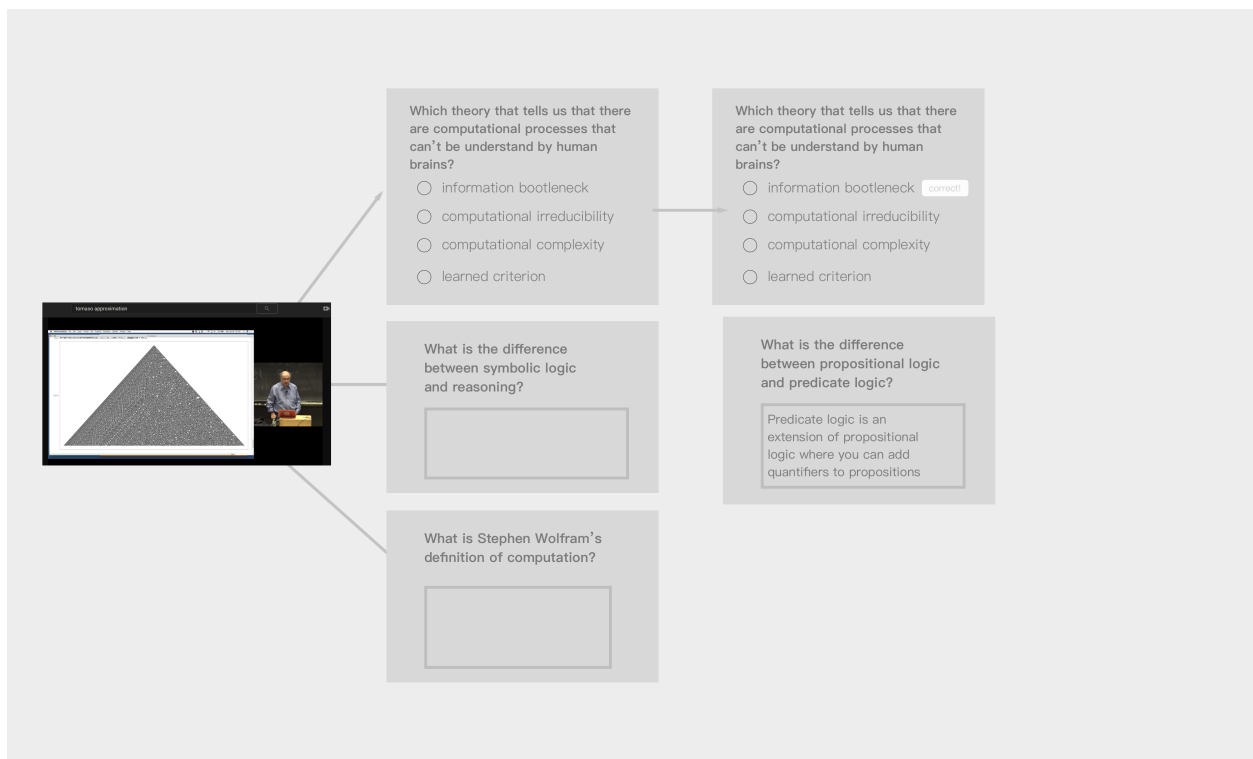 Which theory that tells us that there
are computational processes that
can't be understand by human
brains?
information bootleneck
computational irreducibility
computational complexity
learned criterion
Which theory that tells us that there
are computational processes that
can't be understand by human
brains?
information bootleneck correct!
computational irreducibility
computational complexity
learned criterion
tomaso approximation
What is the difference
between symbolic logic
and reasoning?
What is the difference
between propositional logic
and predicate logic?
Predicate logic is an
extension of propositional
logic where you can add
quantifiers to propositions
What is Stephen Wolfram's
definition of computation?